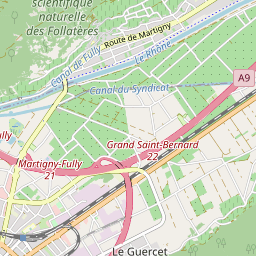 scientifique
naturelle
des Follatères
Route de Martigny
Canal de Fully
Le Rhône
Canal du Syndicat
A9
Grand Saint-Bernard
22
Martigny-Fully
21
Le Guercet